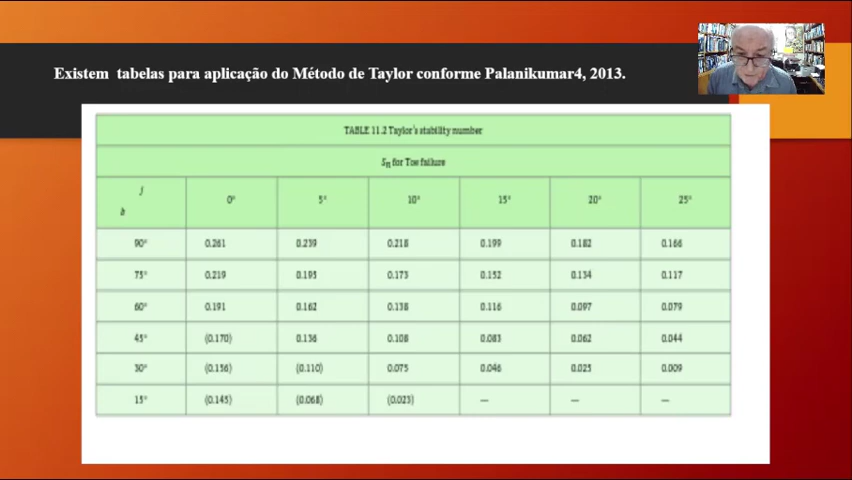 Existem tabelas para aplicação do Método de Taylor conforme Palanikumar4, 2013.
TABLE 11.2 Taylor's stability number
Sn for Toe failure
j
b
0° 5° 10° 15° 20° 25°
90° 0.261 0.239 0.218 0.199 0.182 0.166
75° 0.219 0.195 0.173 0.152 0.134 0.117
60° 0.191 0.162 0.138 0.116 0.097 0.079
45° (0.170) 0.136 0.108 0.083 0.062 0.044
30° (0.156) (0.110) 0.075 0.046 0.025 0.009
15° (0.145) (0.068) (0.023) — — —